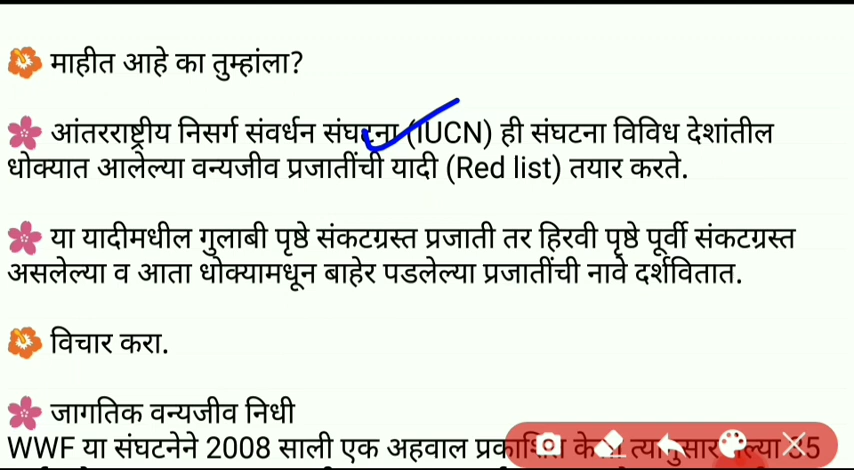 माहीत आहे का तुम्हांला?
आंतरराष्ट्रीय निसर्ग संवर्धन संघटना (IUCN) ही संघटना विविध देशांतील
धोक्यात आलेल्या वन्यजीव प्रजातींची यादी (Red list) तयार करते.
या यादीमधील गुलाबी पृष्ठे संकटग्रस्त प्रजाती तर हिरवी पृष्ठे पूर्वी संकटग्रस्त
असलेल्या व आता धोक्यामधून बाहेर पडलेल्या प्रजातींची नावे दर्शवितात.
विचार करा.
जागतिक वन्यजीव निधी
WWF या संघटनेने 2008 साली एक अहवाल 35